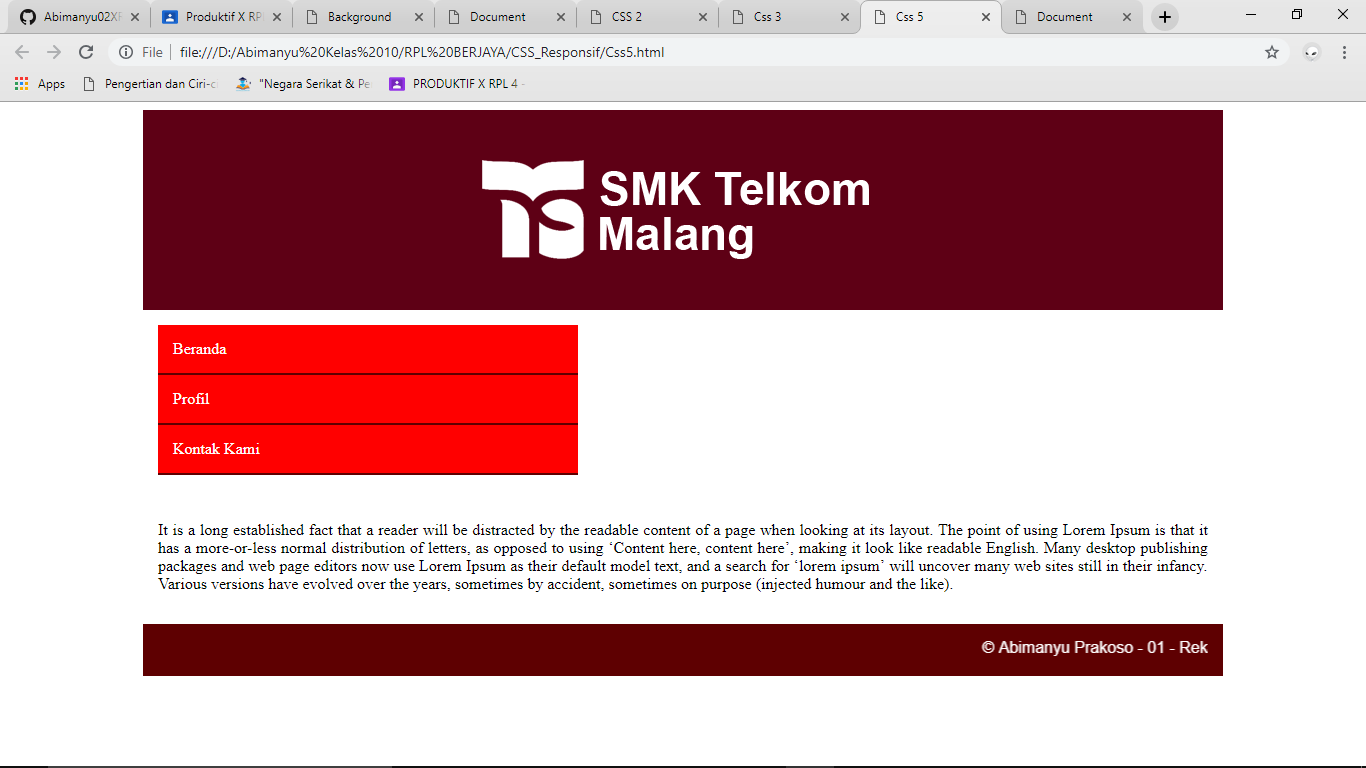 Abimanyu02XR
Produktif X RP
Background
Document
CSS 2
Css 3
Css 5
Document
File
file:///D:/Abimanyu%20Kelas%2010/RPL%20BERJAYA/CSS_Responsif/Css5.html
Apps
Pengertian dan Ciri-c
"Negara Serikat & Pe
PRODUKTIF X RPL 4 -
SMK Telkom
Malang
Beranda
Profil
Kontak Kami
It is a long established fact that a reader will be distracted by the readable content of a page when looking at its layout. The point of using Lorem Ipsum is that it
has a more-or-less normal distribution of letters, as opposed to using ‘Content here, content here’, making it look like readable English. Many desktop publishing
packages and web page editors now use Lorem Ipsum as their default model text, and a search for ‘lorem ipsum’ will uncover many web sites still in their infancy.
Various versions have evolved over the years, sometimes by accident, sometimes on purpose (injected humour and the like).
© Abimanyu Prakoso - 01 - Rek